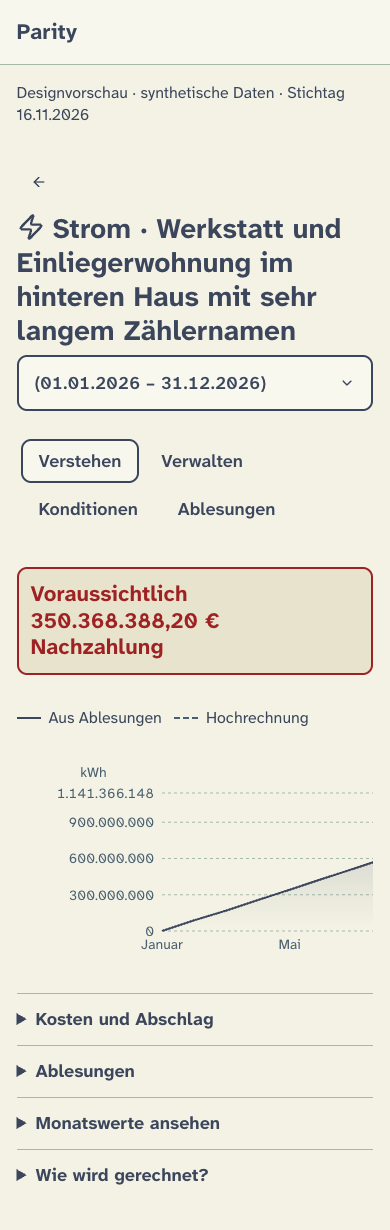 Parity
Designvorschau · synthetische Daten · Stichtag
16.11.2026
←
Strom · Werkstatt und
Einliegerwohnung im
hinteren Haus mit sehr
langem Zählernamen
(01.01.2026 – 31.12.2026)
Verstehen Verwalten
Konditionen Ablesungen
Voraussichtlich
350.368.388,20 €
Nachzahlung
Aus Ablesungen Hochrechnung
kWh
1.141.366.148
900.000.000
600.000.000
300.000.000
0
Januar Mai
Kosten und Abschlag
Ablesungen
Monatswerte ansehen
Wie wird gerechnet?